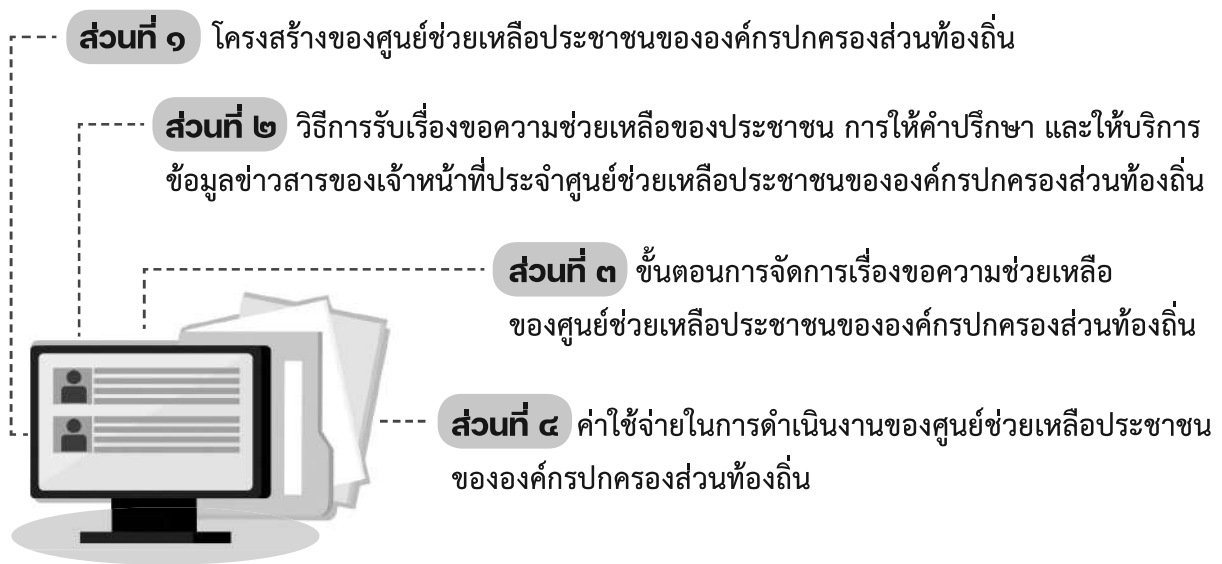 ส่วนที่ ๑ โครงสร้างของศูนย์ช่วยเหลือประชาชนขององค์กรปกครองส่วนท้องถิ่น
ส่วนที่ ๒ วิธีการรับเรื่องขอความช่วยเหลือของประชาชน การให้คำปรึกษา และให้บริการ
ข้อมูลข่าวสารของเจ้าหน้าที่ประจำศูนย์ช่วยเหลือประชาชนขององค์กรปกครองส่วนท้องถิ่น
ส่วนที่ ๓ ขั้นตอนการจัดการเรื่องขอความช่วยเหลือ
ของศูนย์ช่วยเหลือประชาชนขององค์กรปกครองส่วนท้องถิ่น
ส่วนที่ ๔ ค่าใช้จ่ายในการดำเนินงานของศูนย์ช่วยเหลือประชาชน
ขององค์กรปกครองส่วนท้องถิ่น